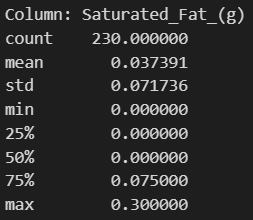 Column: Saturated_Fat_(g)
count    230.000000
mean       0.037391
std        0.071736
min        0.000000
25%        0.000000
50%        0.000000
75%        0.075000
max        0.300000